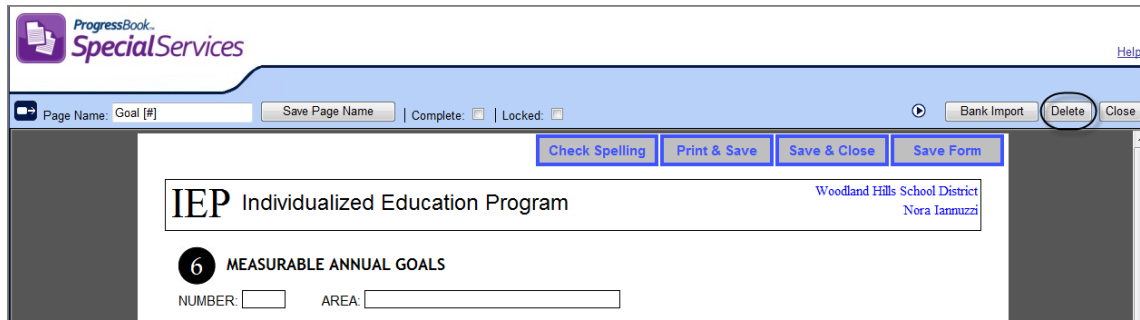 ProgressBook™
SpecialServices
Help
Page Name: Goal [#] Save Page Name | Complete: | Locked: Bank Import Delete Close
Check Spelling Print & Save Save & Close Save Form
IEP Individualized Education Program
Woodland Hills School District
Nora Iannuzzi
6 MEASURABLE ANNUAL GOALS
NUMBER: AREA: